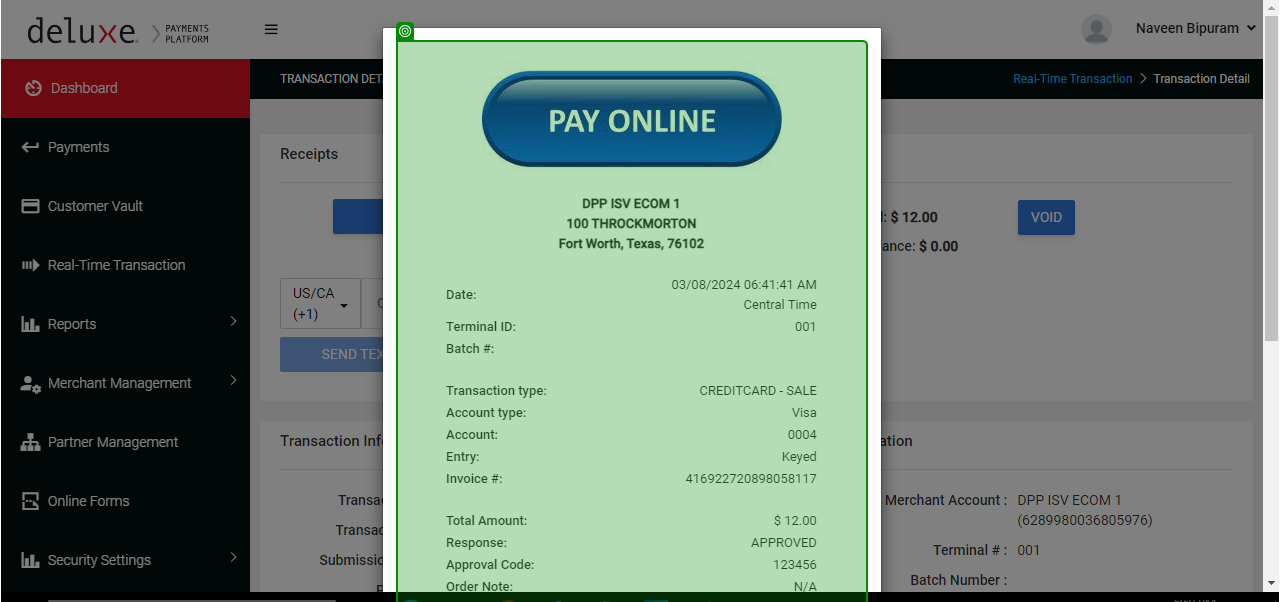 deluxe. PAYMENTS PLATFORM
Naveen Bipuram
Dashboard
Payments
Customer Vault
Real-Time Transaction
Reports
Merchant Management
Partner Management
Online Forms
Security Settings
TRANSACTION DET
Real-Time Transaction > Transaction Detail
Receipts
US/CA
(+1)
SEND TEX
$ 12.00
ance: $ 0.00
VOID
PAY ONLINE
DPP ISV ECOM 1
100 THROCKMORTON
Fort Worth, Texas, 76102
Date: 03/08/2024 06:41:41 AM
Central Time
Terminal ID: 001
Batch #:
Transaction type: CREDITCARD - SALE
Account type: Visa
Account: 0004
Entry: Keyed
Invoice #: 416922720898058117
Total Amount: $ 12.00
Response: APPROVED
Approval Code: 123456
Order Note: N/A
Transaction Inf
Transac
Transac
Submissio
ation
Merchant Account : DPP ISV ECOM 1
(6289980036805976)
Terminal # : 001
Batch Number :